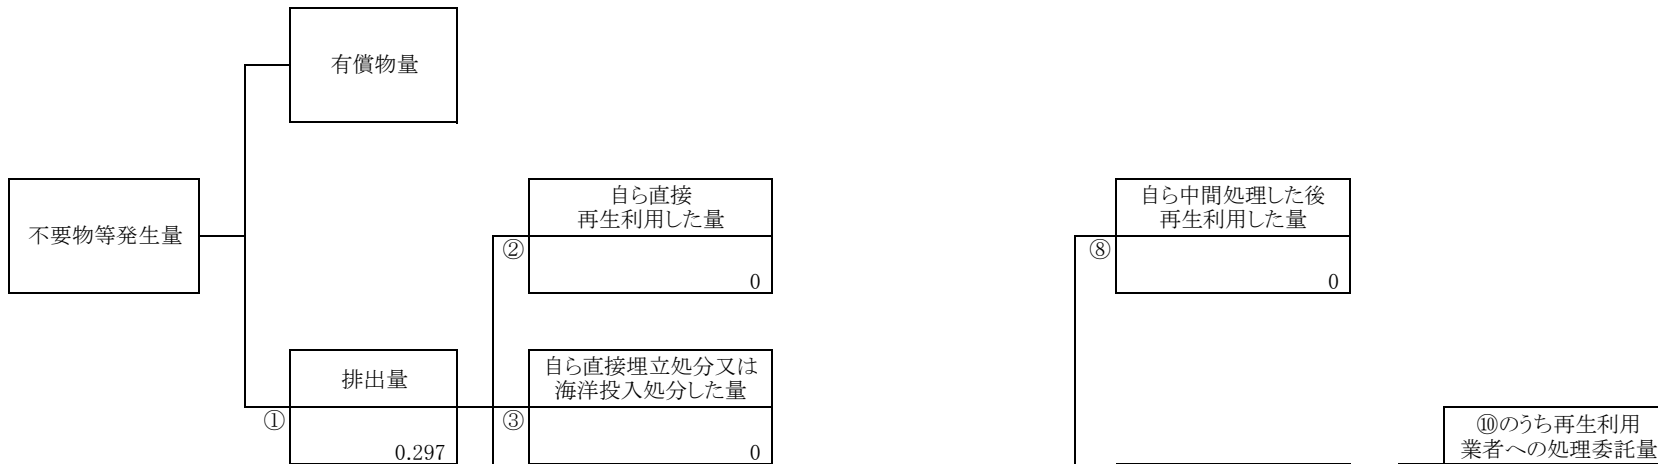 有償物量
不要物等発生量
自ら直接
再生利用した量
②
0
自ら中間処理した後
再生利用した量
⑧
0
排出量
①
0.297
自ら直接埋立処分又は
海洋投入処分した量
③
0
⑩のうち再生利用
業者への処理委託量